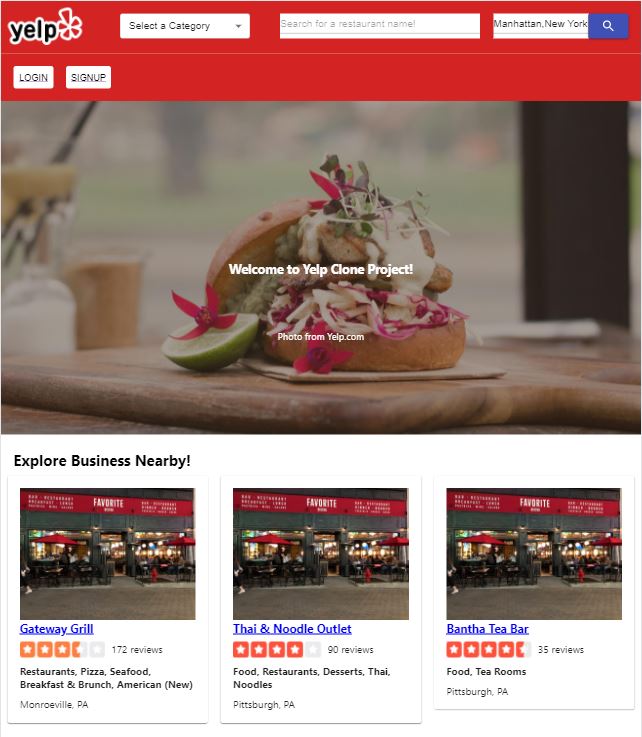 yelp
Select a Category
Search for a restaurant name!
Manhattan,New York
LOGIN
SIGNUP
Welcome to Yelp Clone Project!
Photo from Yelp.com
Explore Business Nearby!
FAVORITE
Gateway Grill
172 reviews
Restaurants, Pizza, Seafood,
Breakfast & Brunch, American (New)
Monroeville, PA
FAVORITE
Thai & Noodle Outlet
90 reviews
Food, Restaurants, Desserts, Thai,
Noodles
Pittsburgh, PA
FAVORITE
Bantha Tea Bar
35 reviews
Food, Tea Rooms
Pittsburgh, PA